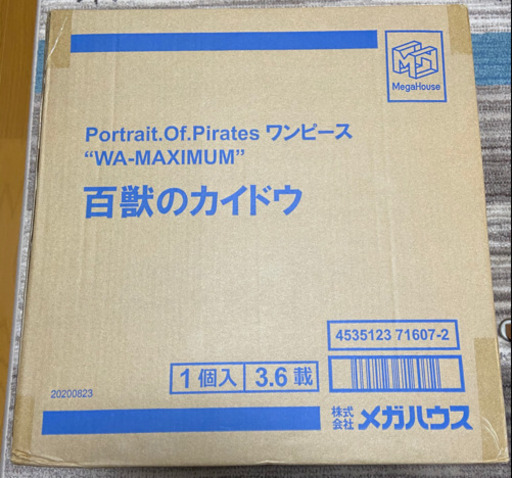 MegaHouse
Portrait.Of.Pirates ワンピース
“WA-MAXIMUM”
百獣のカイドウ
4535123 71607-2
1個入 3.6載
20200823
株式会社 メガハウス